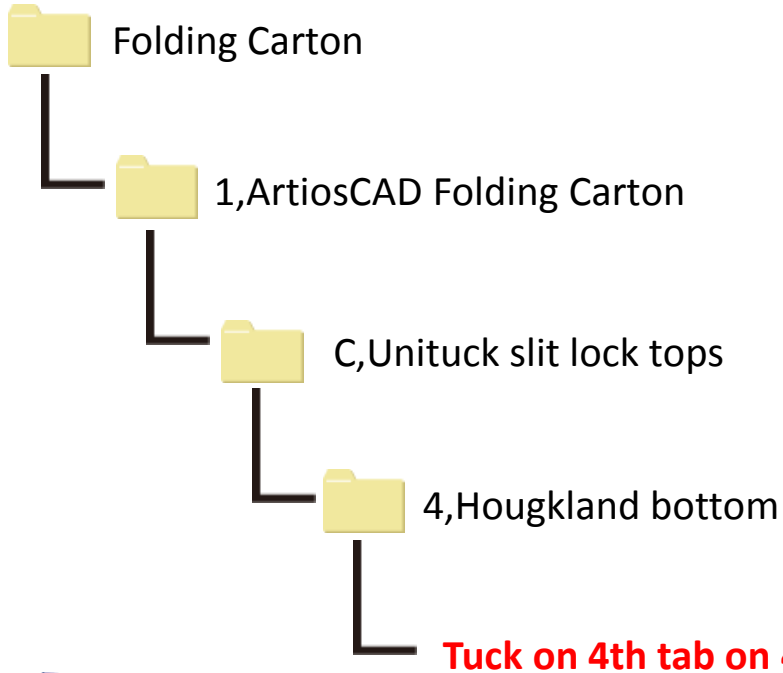 Folding Carton
1,ArtiosCAD Folding Carton
C,Unituck slit lock tops
4,Hougkland bottom
Tuck on 4th tab on